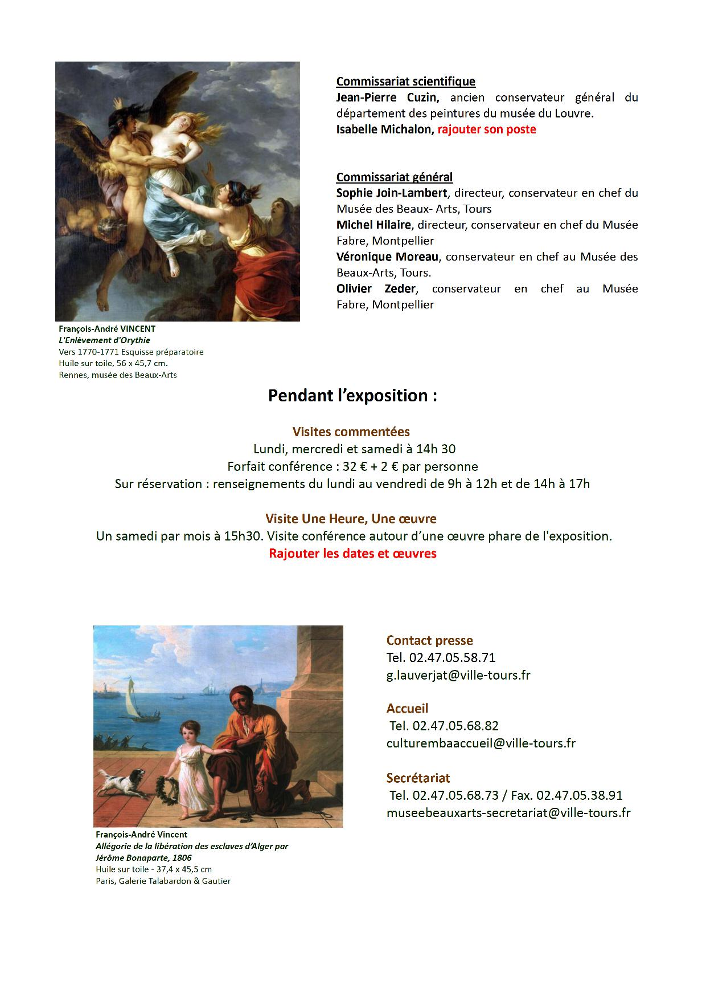 Commissariat scientifique
Jean-Pierre Cuzin, ancien conservateur général du
département des peintures du musée du Louvre.
Isabelle Michalon, rajouter son poste
Commissariat général
Sophie Join-Lambert, directeur, conservateur en chef du
Musée des Beaux- Arts, Tours
Michel Hilaire, directeur, conservateur en chef du Musée
Fabre, Montpellier
Véronique Moreau, conservateur en chef au Musée des
Beaux-Arts, Tours.
Olivier Zeder, conservateur en chef au Musée
Fabre, Montpellier
François-André VINCENT
L'Enlèvement d'Orythie
Vers 1770-1771 Esquisse préparatoire
Huile sur toile, 56 x 45,7 cm.
Rennes, musée des Beaux-Arts
Pendant l’exposition :
Visites commentées
Lundi, mercredi et samedi à 14h 30
Forfait conférence : 32 € + 2 € par personne
Sur réservation : renseignements du lundi au vendredi de 9h à 12h et de 14h à 17h
Visite Une Heure, Une œuvre
Un samedi par mois à 15h30. Visite conférence autour d’une œuvre phare de l'exposition.
Rajouter les dates et œuvres
Contact presse
Tel. 02.47.05.58.71
g.lauverjat@ville-tours.fr
Accueil
Tel. 02.47.05.68.82
culturembaaccueil@ville-tours.fr
Secrétariat
Tel. 02.47.05.68.73 / Fax. 02.47.05.38.91
museebeauxarts-secretariat@ville-tours.fr
François-André Vincent
Allégorie de la libération des esclaves d’Alger par
Jérôme Bonaparte, 1806
Huile sur toile - 37,4 x 45,5 cm
Paris, Galerie Talabardon & Gautier